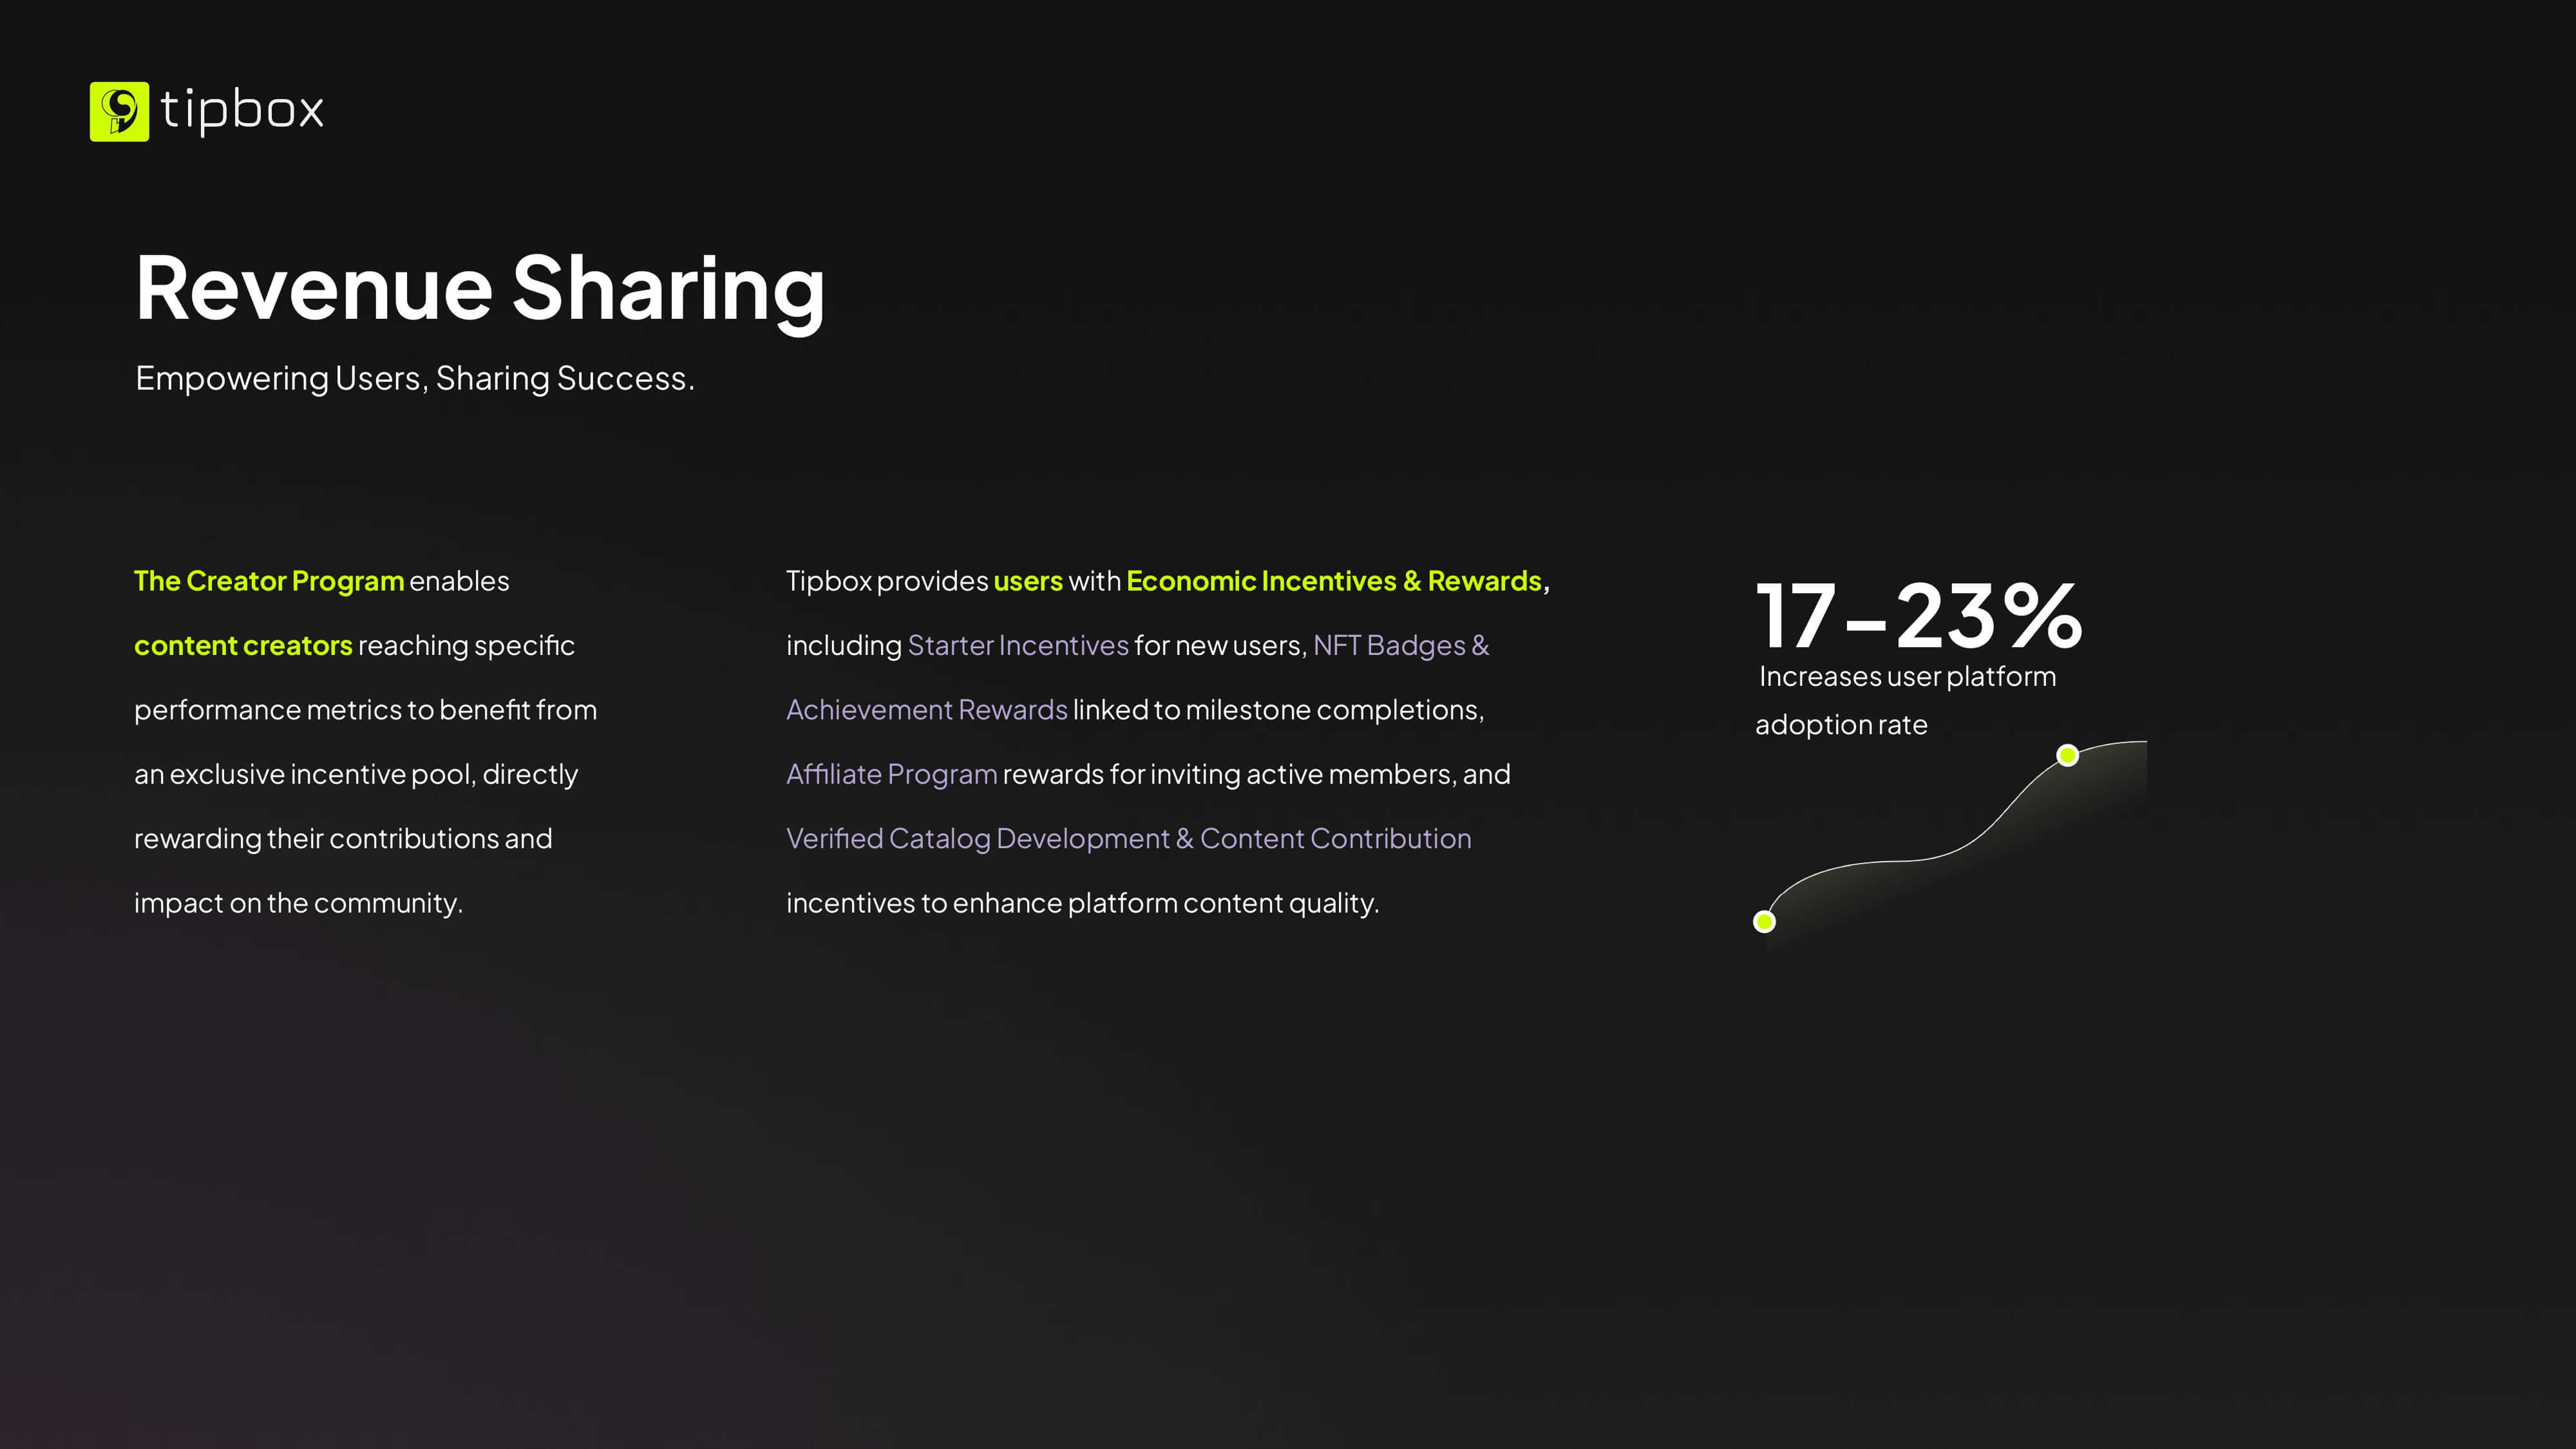 tipbox
Revenue Sharing
Empowering Users, Sharing Success.
The Creator Program enables
content creators reaching specific
performance metrics to benefit from
an exclusive incentive pool, directly
rewarding their contributions and
impact on the community.
Tipbox provides users with Economic Incentives & Rewards,
including Starter Incentives for new users, NFT Badges &
Achievement Rewards linked to milestone completions,
Affiliate Program rewards for inviting active members, and
Verified Catalog Development & Content Contribution
incentives to enhance platform content quality.
17-23%
Increases user platform
adoption rate